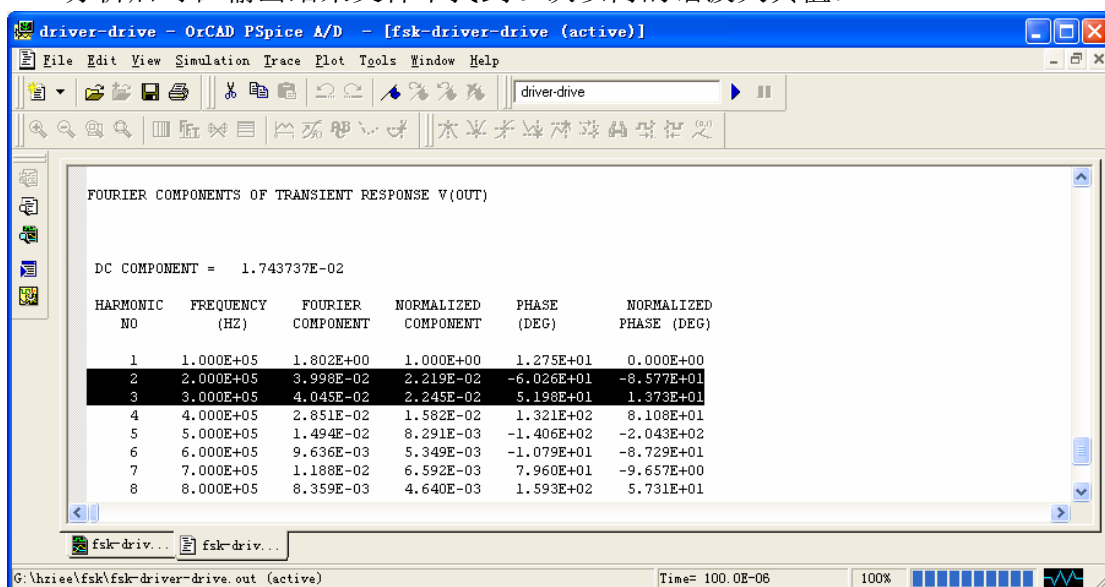 driver-drive - OrCAD PSpice A/D - [fsk-driver-drive (active)]
File Edit View Simulation Trace Plot Tools Window Help
driver-drive
FOURIER COMPONENTS OF TRANSIENT RESPONSE V(OUT)
DC COMPONENT = 1.743737E-02
HARMONIC FREQUENCY FOURIER NORMALIZED PHASE NORMALIZED
NO (HZ) COMPONENT COMPONENT (DEG) PHASE (DEG)
1 1.000E+05 1.802E+00 1.000E+00 1.275E+01 0.000E+00
2 2.000E+05 3.998E-02 2.219E-02 -6.026E+01 -8.577E+01
3 3.000E+05 4.045E-02 2.245E-02 5.198E+01 1.373E+01
4 4.000E+05 2.851E-02 1.582E-02 1.321E+02 8.108E+01
5 5.000E+05 1.494E-02 8.291E-03 -1.406E+02 -2.043E+02
6 6.000E+05 9.636E-03 5.349E-03 -1.079E+01 -8.729E+01
7 7.000E+05 1.188E-02 6.592E-03 7.960E+01 -9.657E+00
8 8.000E+05 8.359E-03 4.640E-03 1.593E+02 5.731E+01
fsk-driv... fsk-driv...
G:\hziee\fsk\fsk-driver-drive.out (active) Time= 100.0E-06 100%